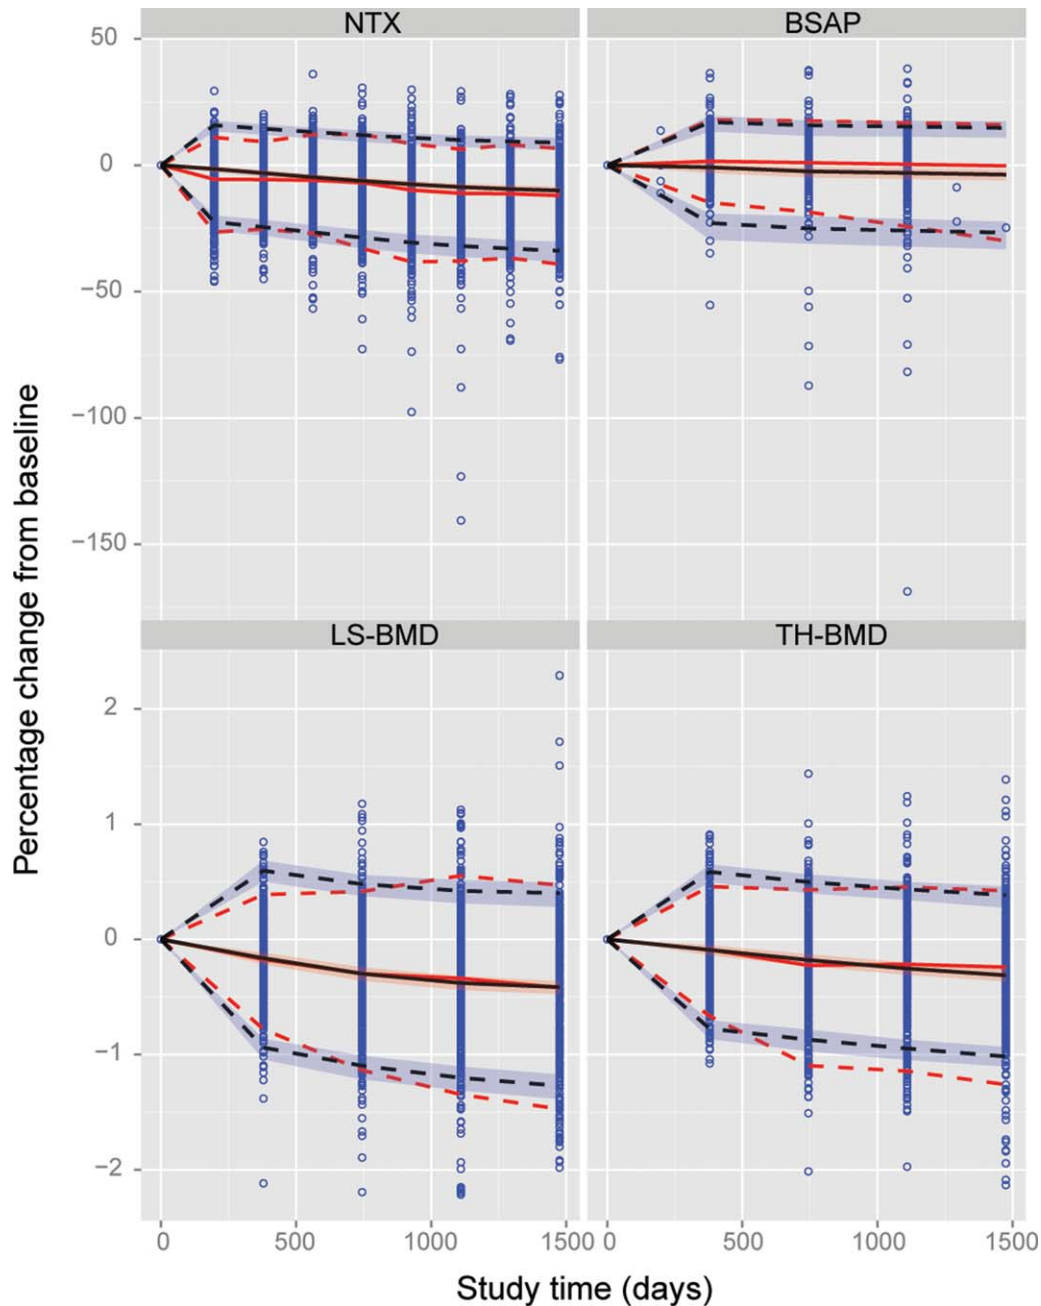 NTX BSAP
50
0
−50
−100
−150
Percentage change from baseline
LS-BMD TH-BMD
2
1
0
−1
−2
0 500 1000 1500 0 500 1000 1500
Study time (days)